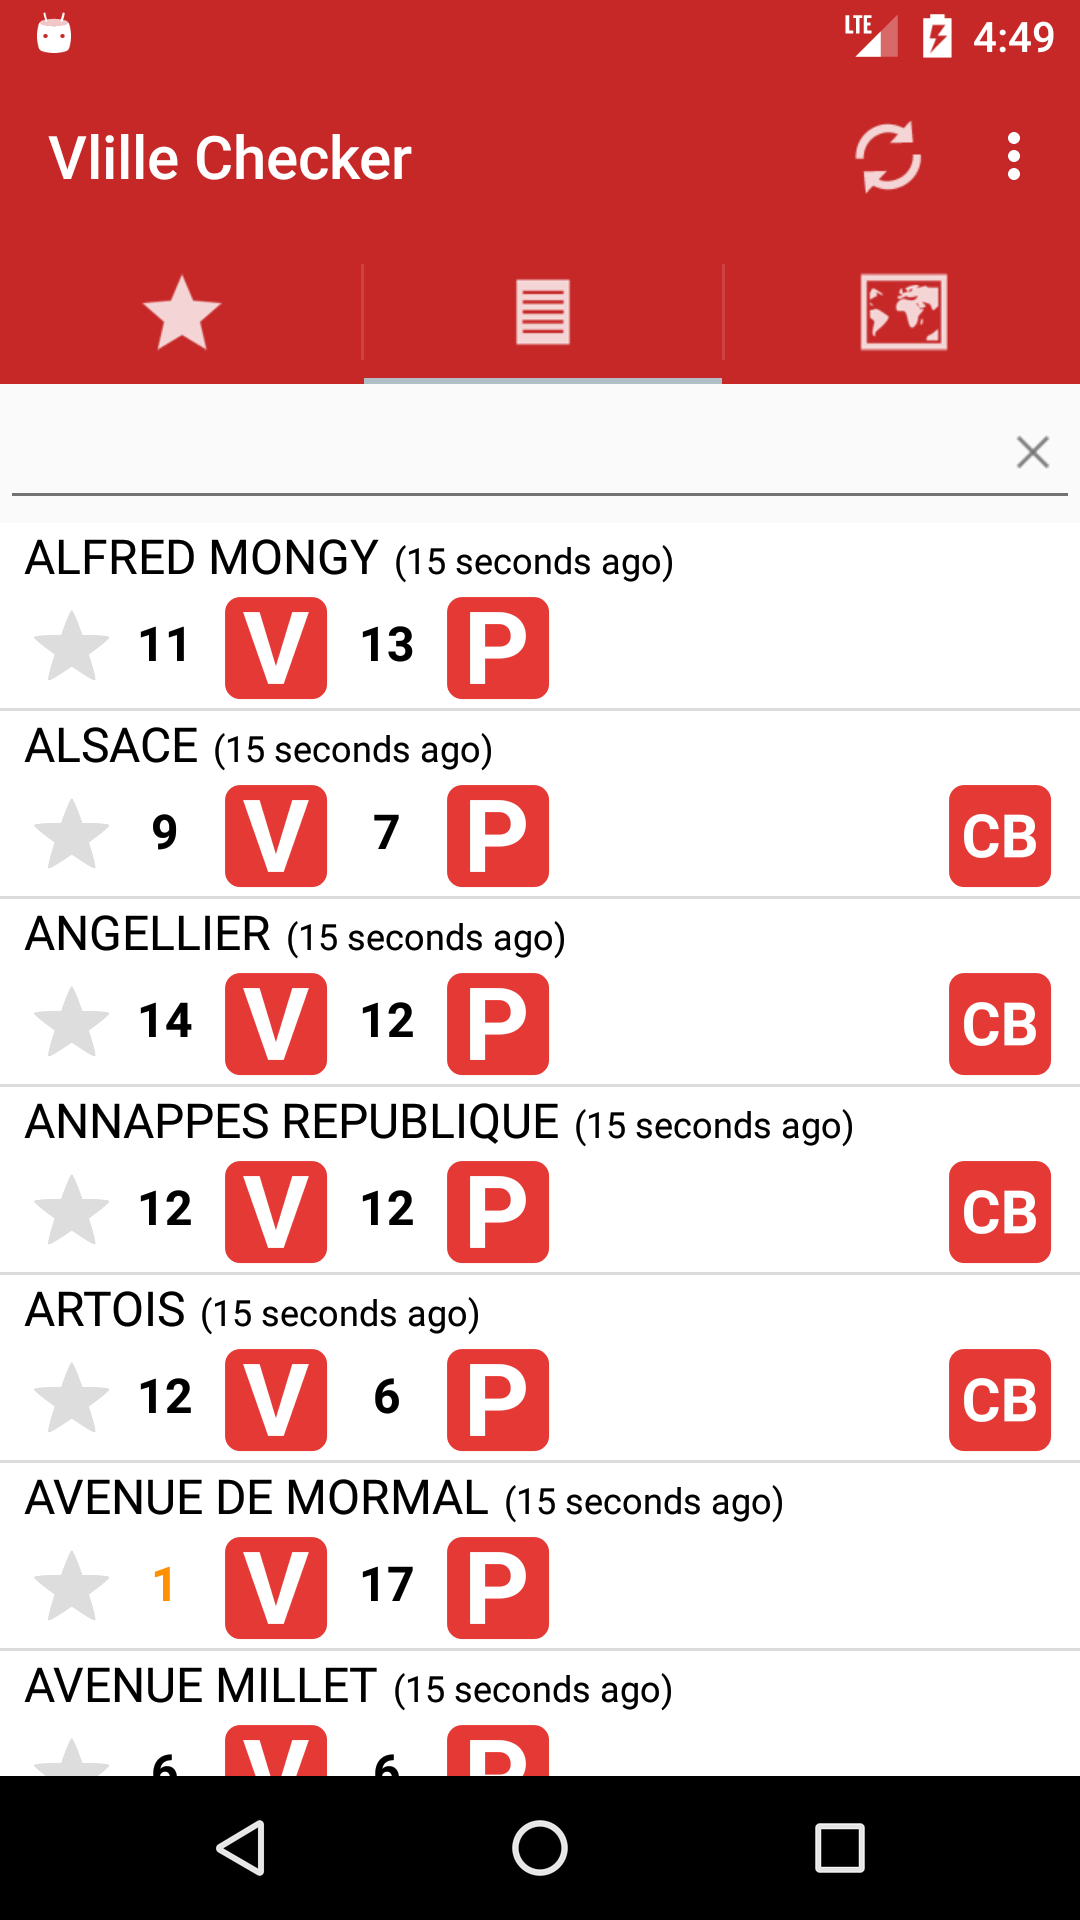 LTE 4:49
Vlille Checker
ALFRED MONGY (15 seconds ago)
11 V 13 P
ALSACE (15 seconds ago)
9 V 7 P CB
ANGELLIER (15 seconds ago)
14 V 12 P CB
ANNAPPES REPUBLIQUE (15 seconds ago)
12 V 12 P CB
ARTOIS (15 seconds ago)
12 V 6 P CB
AVENUE DE MORMAL (15 seconds ago)
1 V 17 P
AVENUE MILLET (15 seconds ago)
6 V 6 P